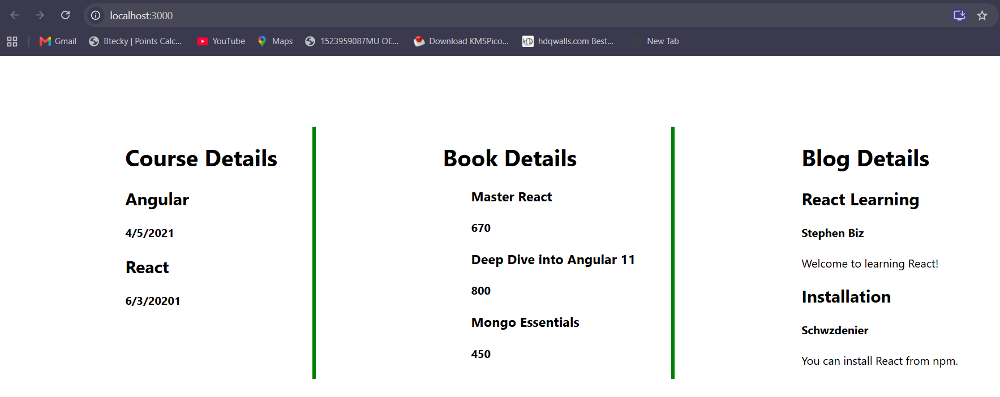 localhost:3000
Gmail
Btecky | Points Calc...
YouTube
Maps
1523959087MU OE...
Download KMSPico...
HD
hdqwalls.com Best...
New Tab
Course Details
Angular
4/5/2021
React
6/3/20201
Book Details
Master React
670
Deep Dive into Angular 11
800
Mongo Essentials
450
Blog Details
React Learning
Stephen Biz
Welcome to learning React!
Installation
Schwzdenier
You can install React from npm.